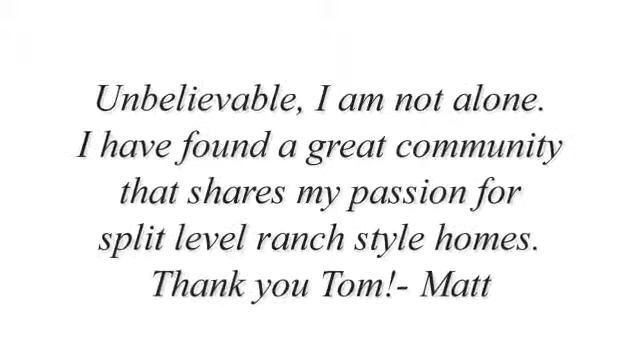 Unbelievable, I am not alone.
I have found a great community
that shares my passion for
split level ranch style homes.
Thank you Tom!- Matt